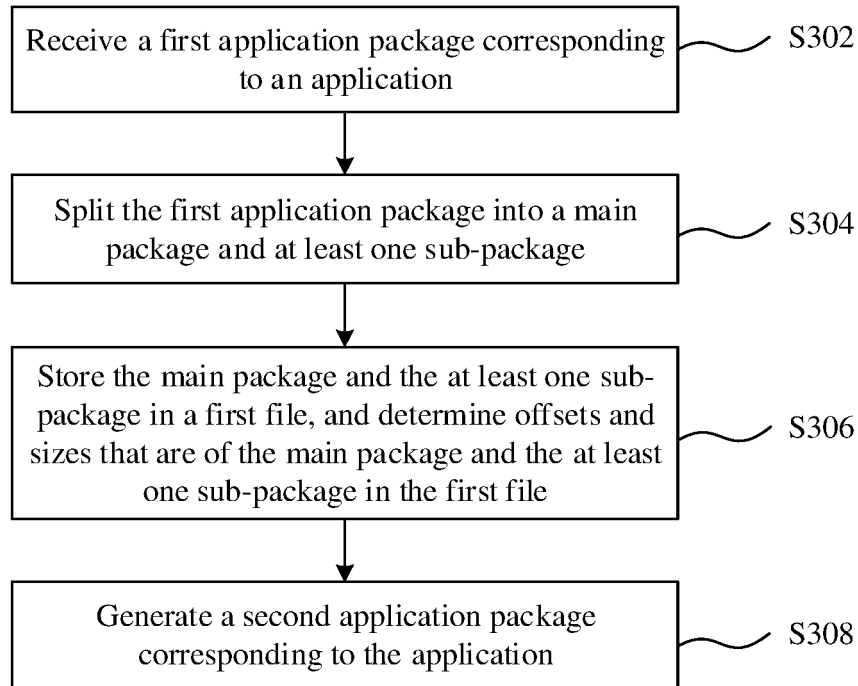 Receive a first application package corresponding
to an application
S302
Split the first application package into a main
package and at least one sub-package
S304
Store the main package and the at least one sub-
package in a first file, and determine offsets and
sizes that are of the main package and the at least
one sub-package in the first file
S306
Generate a second application package
corresponding to the application
S308